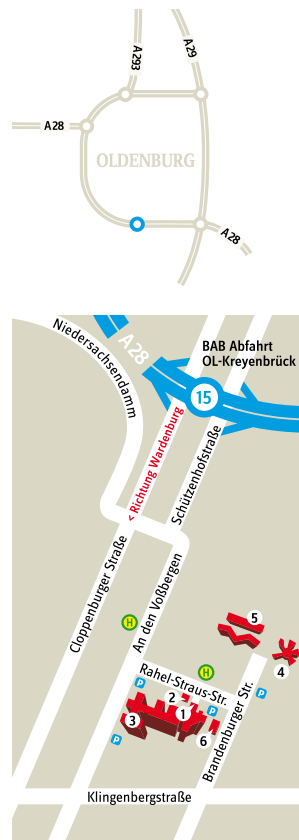 A293
A29
A28
OLDENBURG
A28
Niedersachsendamm
A28
BAB Abfahrt
OL-Kreyenbrück
15
< Richtung Wardenburg
Schützenhofstraße
Cloppenburger Straße
An den Voßbergen
H
5
H
4
Rahel-Straus-Str.
P
2
P
1
P
3
6
P
Brandenburger Str.
Klingenbergstraße